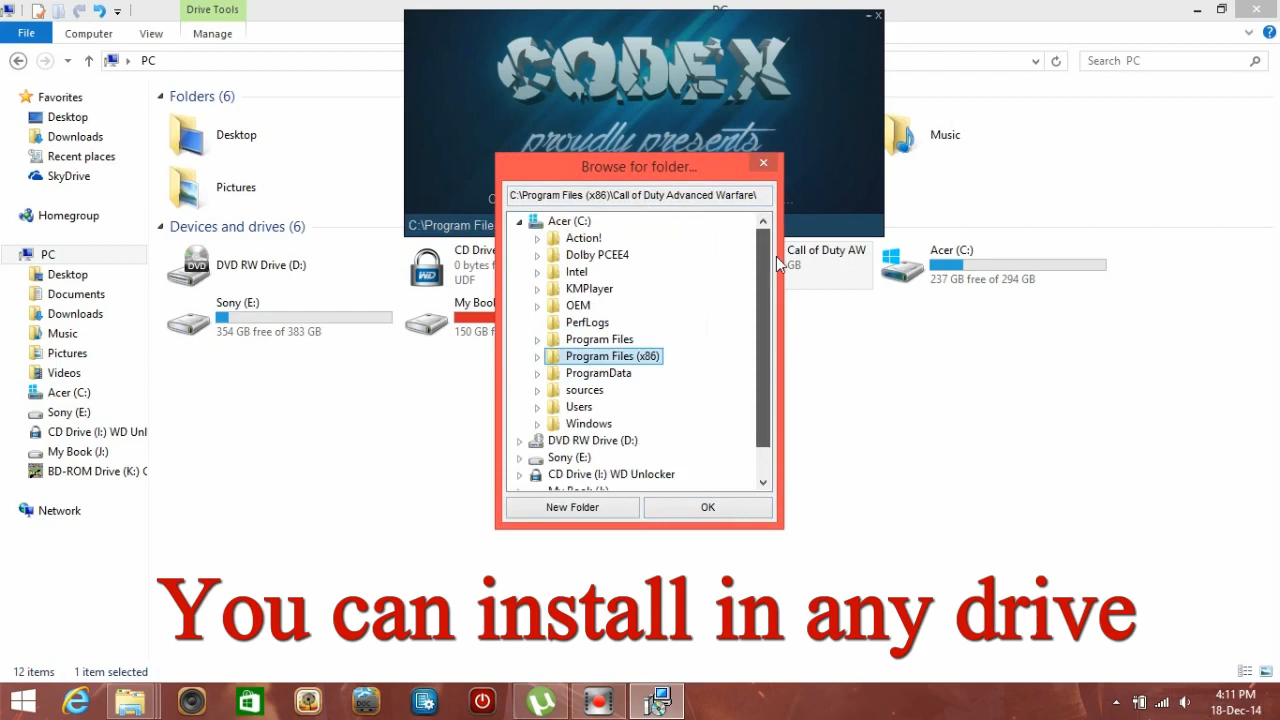 Drive Tools
PC
File
Computer
View
Manage
PC
Search PC
Favorites
Desktop
Downloads
Recent places
SkyDrive
Homegroup
PC
Desktop
Documents
Downloads
Music
Pictures
Videos
Acer (C:)
Sony (E:)
CD Drive (I:) WD Unl
My Book (J:)
BD-ROM Drive (K:) C
Network
Folders (6)
Desktop
Music
Pictures
Devices and drives (6)
DVD RW Drive (D:)
CD Drive
0 bytes f
UDF
Call of Duty AW
GB
Acer (C:)
237 GB free of 294 GB
Sony (E:)
354 GB free of 383 GB
My Book
150 GB f
CODEX
proudly presents
C:\Program File
Browse for folder...
C:\Program Files (x86)\Call of Duty Advanced Warfare\
Acer (C:)
Action!
Dolby PCEE4
Intel
KMPlayer
OEM
PerfLogs
Program Files
Program Files (x86)
ProgramData
sources
Users
Windows
DVD RW Drive (D:)
Sony (E:)
CD Drive (I:) WD Unlocker
New Folder
OK
You can install in any drive
12 items
1 item selected
4:11 PM
18-Dec-14